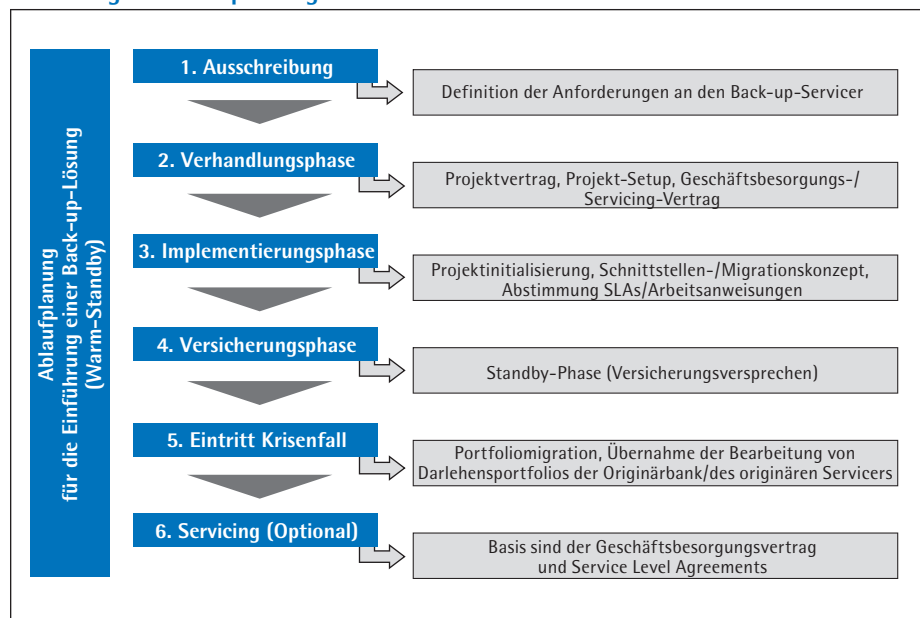 Ablaufplanung
für die Einführung einer Back-up-Lösung
(Warm-Standby)
1. Ausschreibung
Definition der Anforderungen an den Back-up-Servicer
2. Verhandlungsphase
Projektvertrag, Projekt-Setup, Geschäftsbesorgungs-/
Servicing-Vertrag
3. Implementierungsphase
Projektinitialisierung, Schnittstellen-/Migrationskonzept,
Abstimmung SLAs/Arbeitsanweisungen
4. Versicherungsphase
Standby-Phase (Versicherungsversprechen)
5. Eintritt Krisenfall
Portfoliomigration, Übernahme der Bearbeitung von
Darlehensportfolios der Originärbank/des originären Servicers
6. Servicing (Optional)
Basis sind der Geschäftsbesorgungsvertrag
und Service Level Agreements